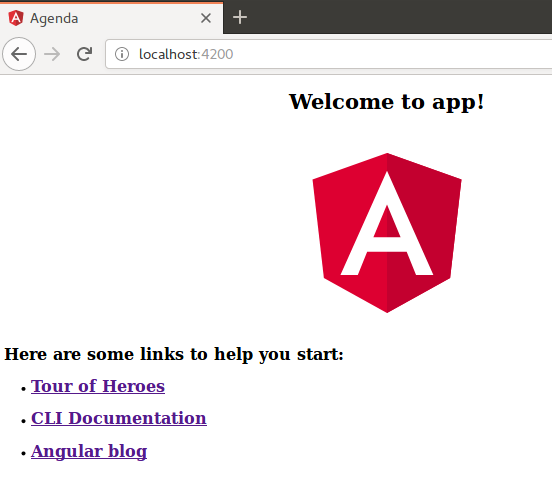 Agenda
localhost:4200
Welcome to app!
A
Here are some links to help you start:
Tour of Heroes
CLI Documentation
Angular blog